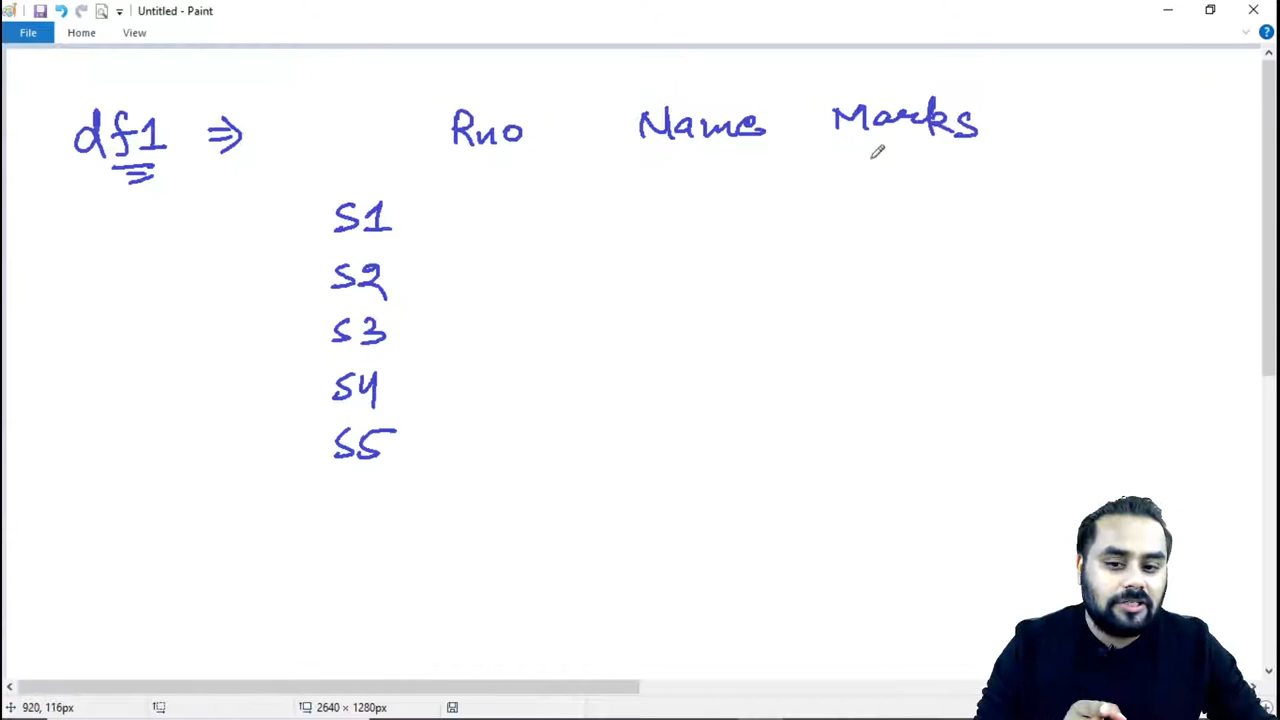 Untitled - Paint
File Home View
df1 ⇒ Rno Name Marks
S1
S2
S3
S4
S5
920, 116px 2640 × 1280px